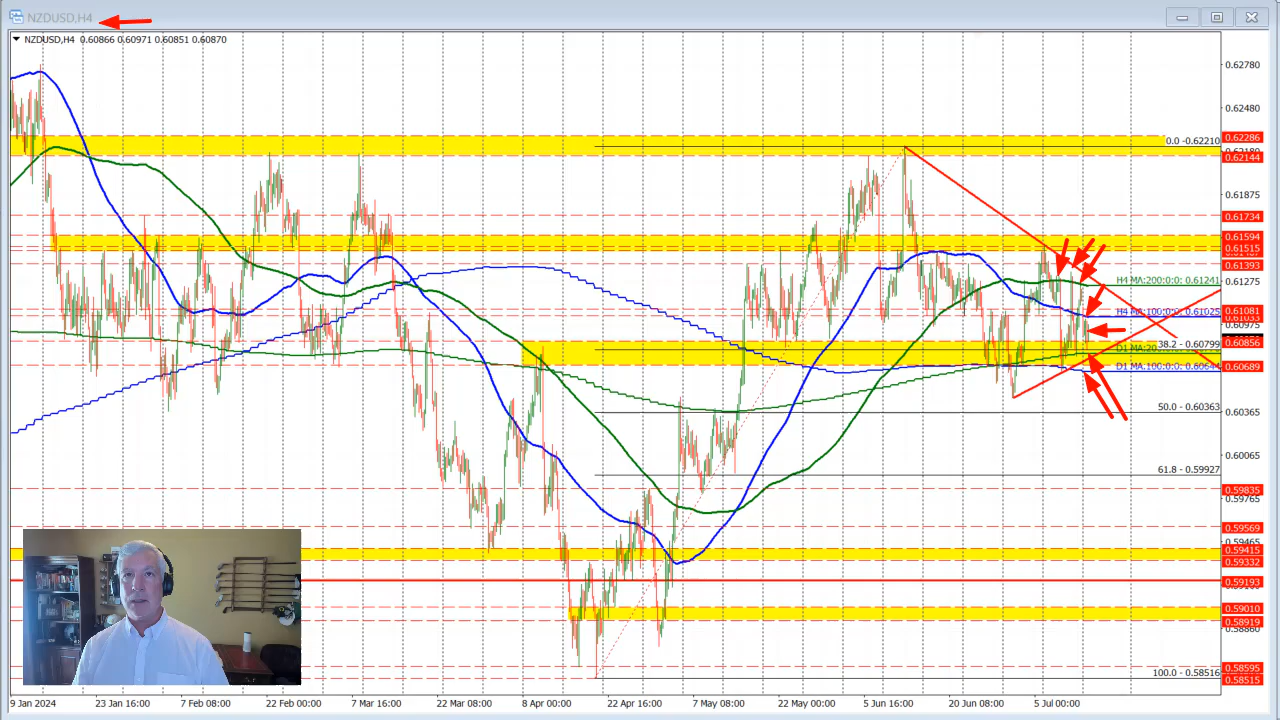 NZDUSD,H4
NZDUSD,H4 0.60866 0.60971 0.60851 0.60870
0.62780
0.62480
0.62286
0.0 -0.62210
0.62144
0.61875
0.61734
0.61594
0.61515
0.61393
H4 MA:200:0:0: 0.61241
0.61275
H4 MA:100:0:0: 0.61025
0.61081
0.60975
38.2 - 0.60799
0.60856
D1 MA:100:0:0: 0.60644
0.60689
50.0 - 0.60363
0.60365
0.60065
61.8 - 0.59927
0.59835
0.59765
0.59569
0.59465
0.59415
0.59332
0.59193
0.59010
0.58919
0.58860
0.58595
100.0 - 0.58516
0.58515
9 Jan 2024 23 Jan 16:00 7 Feb 08:00 22 Feb 00:00 7 Mar 16:00 22 Mar 08:00 8 Apr 00:00 22 Apr 16:00 7 May 08:00 22 May 00:00 5 Jun 16:00 20 Jun 08:00 5 Jul 00:00